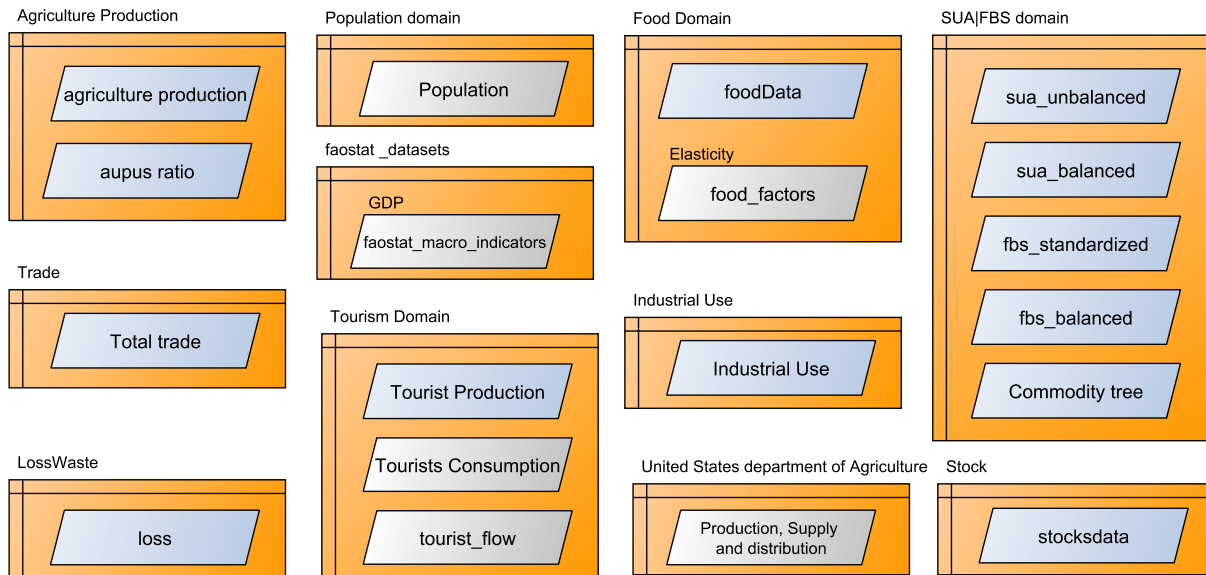 Agriculture Production
agriculture production
aupus ratio
Trade
Total trade
LossWaste
loss
Population domain
Population
faostat _datasets
GDP
faostat_macro_indicators
Tourism Domain
Tourist Production
Tourists Consumption
tourist_flow
Food Domain
foodData
Elasticity
food_factors
Industrial Use
Industrial Use
United States department of Agriculture
Production, Supply
and distribution
SUA|FBS domain
sua_unbalanced
sua_balanced
fbs_standardized
fbs_balanced
Commodity tree
Stock
stocksdata